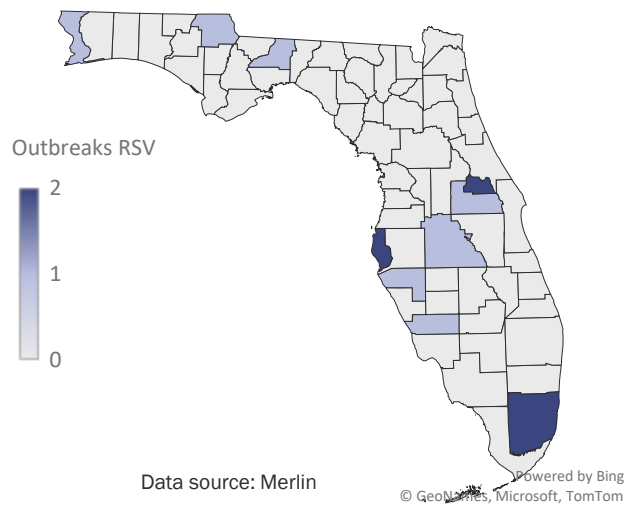 Outbreaks RSV
2
1
0
Data source: Merlin
Powered by Bing
© GeoNames, Microsoft, TomTom